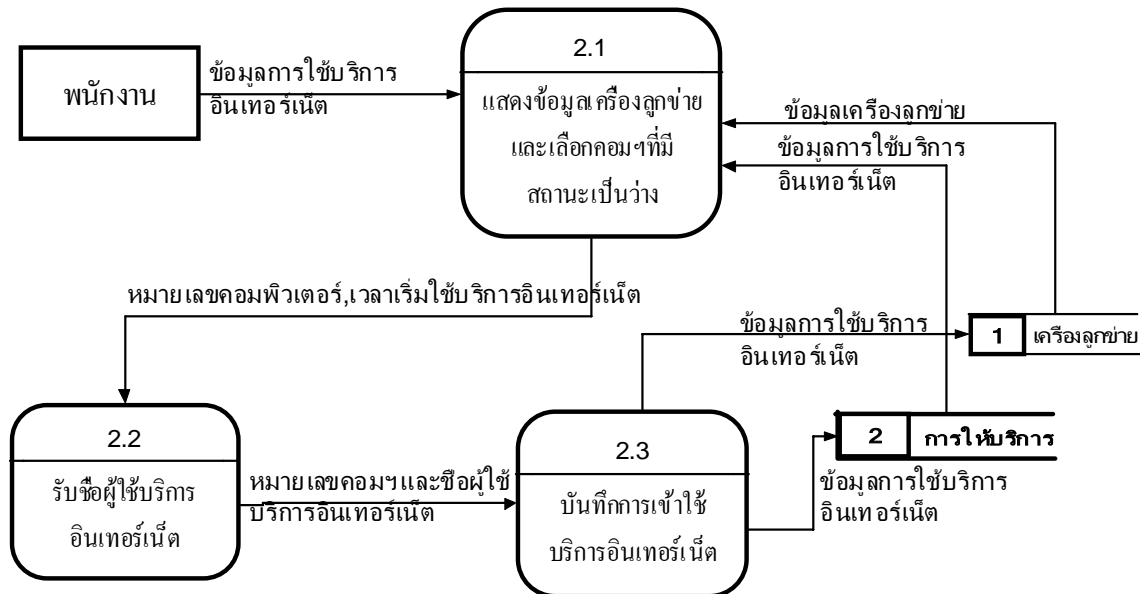 2.1
พนักงาน
ข้อมูลการใช้บริการ
อินเทอร์เน็ต
แสดงข้อมูลเครื่องลูกข่าย
และเลือกคอมฯที่มี
สถานะเป็นว่าง
ข้อมูลเครื่องลูกข่าย
ข้อมูลการใช้บริการ
อินเทอร์เน็ต
หมายเลขคอมพิวเตอร์,เวลาเริ่มใช้บริการอินเทอร์เน็ต
ข้อมูลการใช้บริการ
อินเทอร์เน็ต
1 เครื่องลูกข่าย
2.2
รับชื่อผู้ใช้บริการ
อินเทอร์เน็ต
หมายเลขคอมฯและชื่อผู้ใช้
บริการอินเทอร์เน็ต
2.3
บันทึกการเข้าใช้
บริการอินเทอร์เน็ต
2 การให้บริการ
ข้อมูลการใช้บริการ
อินเทอร์เน็ต